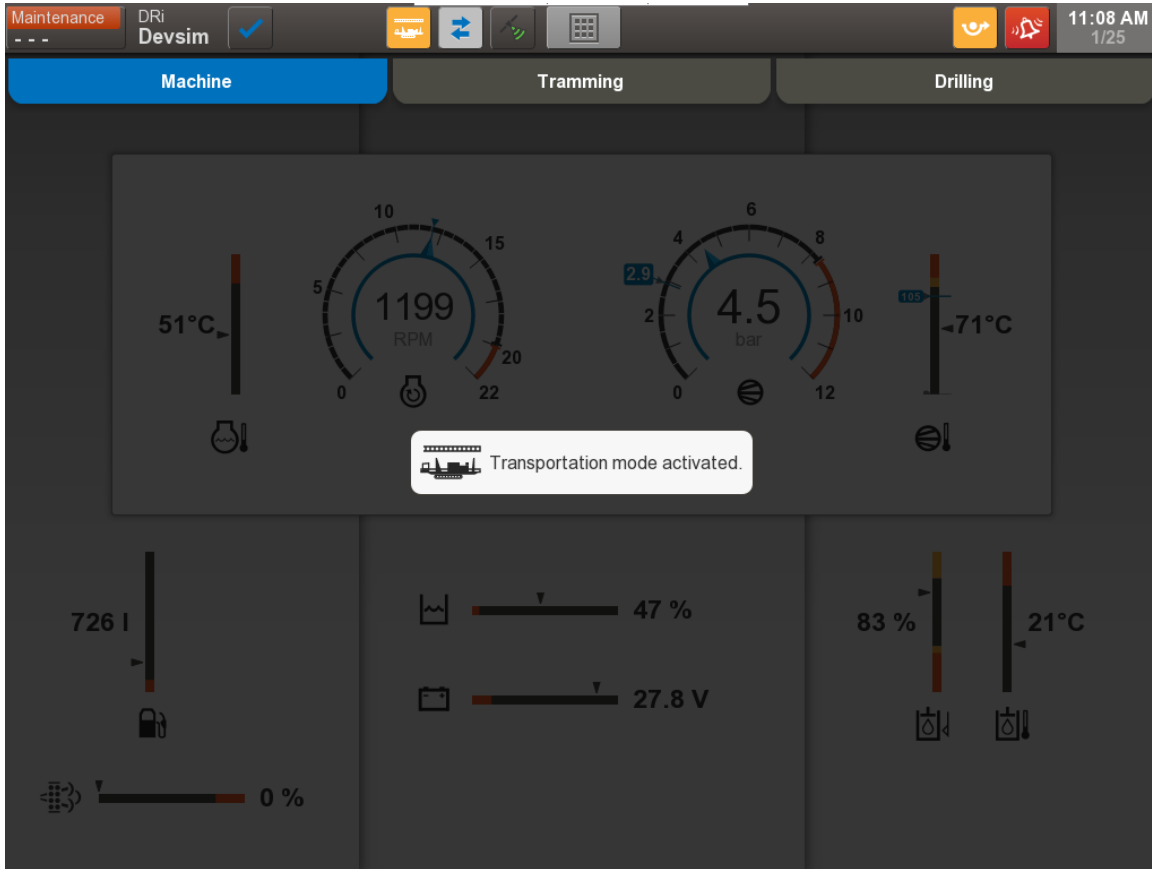 Maintenance
- - -
DRi
Devsim
11:08 AM
1/25
Machine
Tramming
Drilling
51°C
0
5
10
15
20
22
1199
RPM
0
2
4
6
8
10
12
2.9
4.5
bar
105
71°C
Transportation mode activated.
726 l
47 %
83 %
21°C
27.8 V
0 %